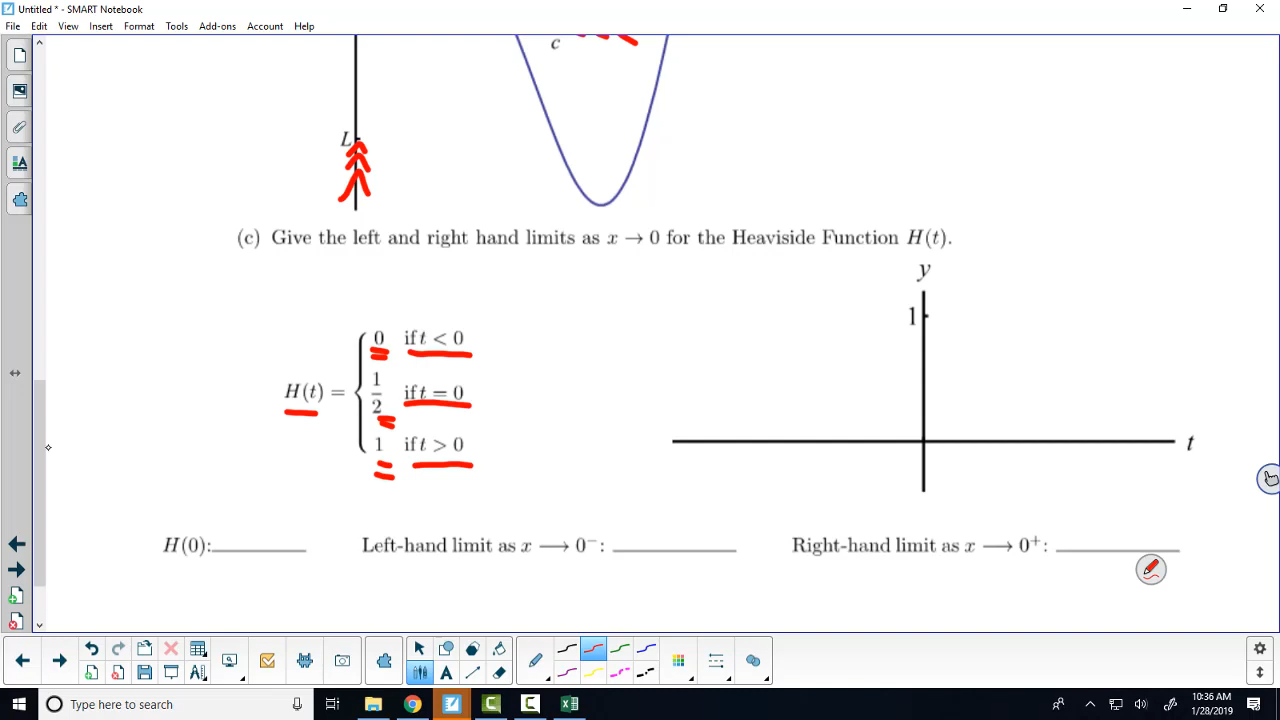 Untitled * - SMART Notebook
File Edit View Insert Format Tools Add-ons Account Help
c
L
(c) Give the left and right hand limits as x → 0 for the Heaviside Function H(t).
y
1
0 if t < 0
H(t) = { 1/2 if t = 0
1 if t > 0
t
H(0): Left-hand limit as x ⟶ 0⁻: Right-hand limit as x ⟶ 0⁺:
A
Type here to search
10:36 AM
1/28/2019